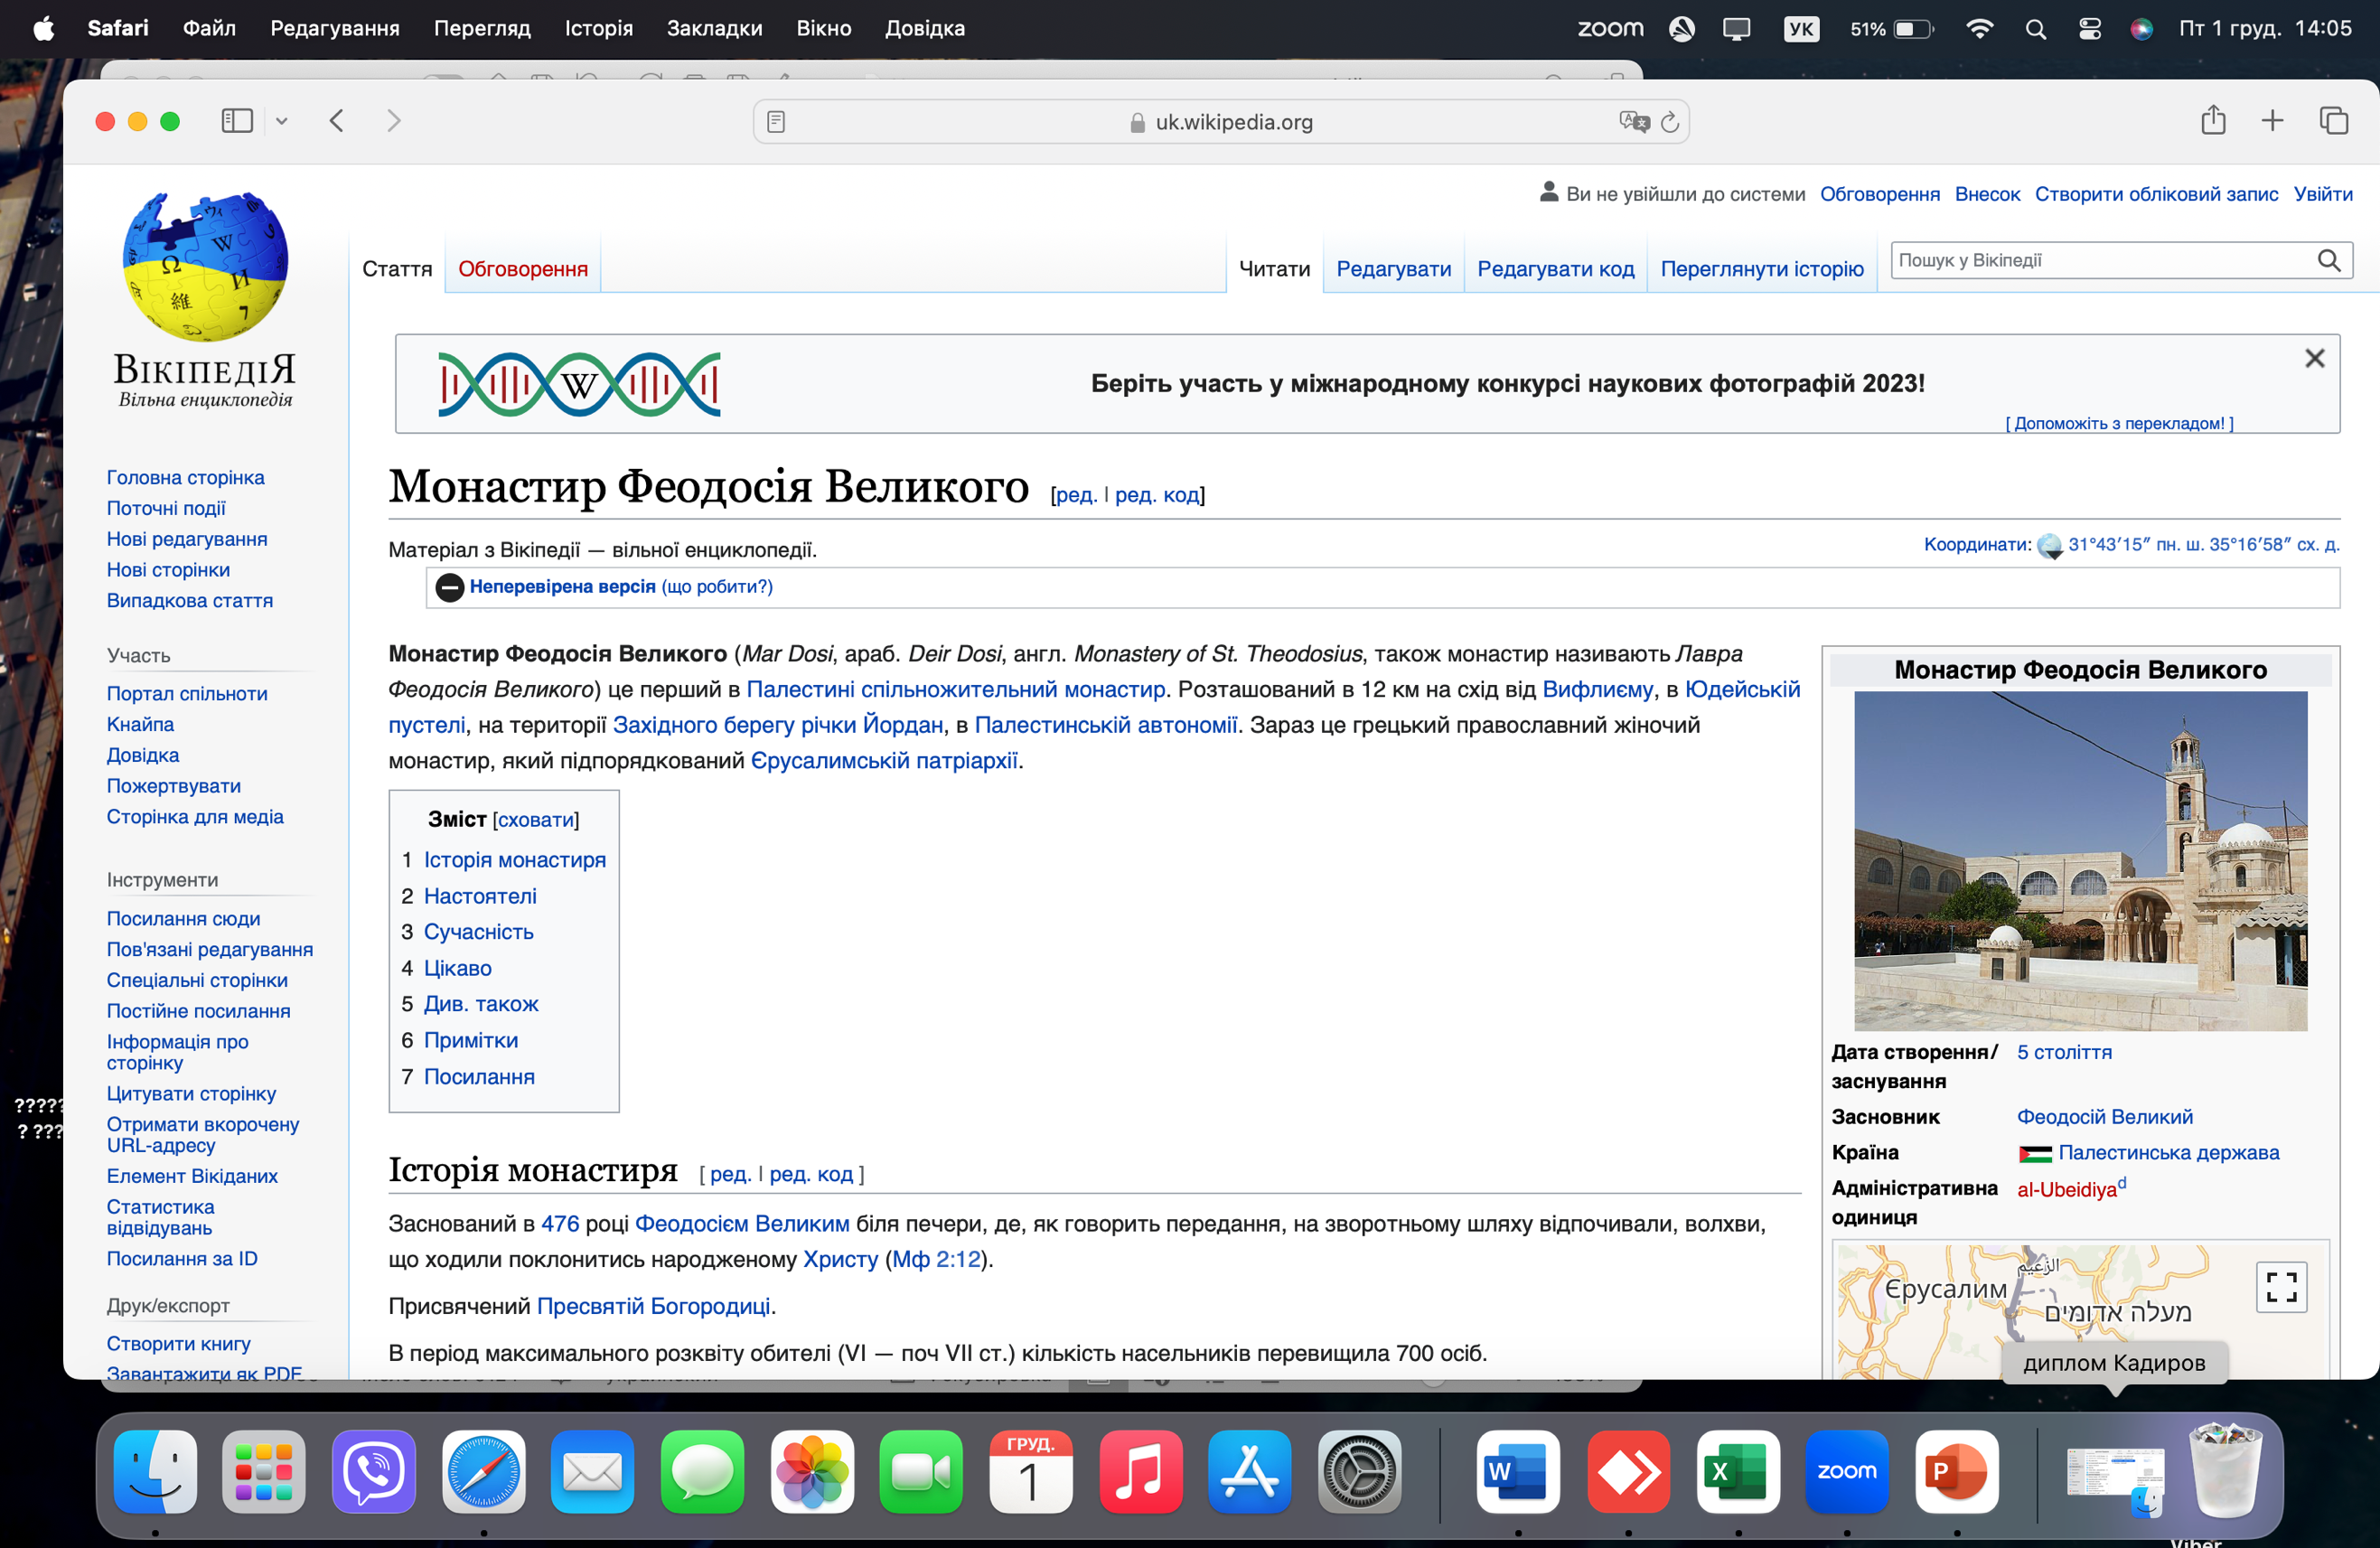 Safari Файл Редагування Перегляд Історія Закладки Вікно Довідка
zoom УК 51% Пт 1 груд. 14:05
uk.wikipedia.org
Ви не увійшли до системи Обговорення Внесок Створити обліковий запис Увійти
Стаття Обговорення Читати Редагувати Редагувати код Переглянути історію Пошук у Вікіпедії
ВікіпедіЯ
Вільна енциклопедія
Беріть участь у міжнародному конкурсі наукових фотографій 2023!
[ Допоможіть з перекладом! ]
Головна сторінка
Поточні події
Нові редагування
Нові сторінки
Випадкова стаття
Участь
Портал спільноти
Кнайпа
Довідка
Пожертвувати
Сторінка для медіа
Інструменти
Посилання сюди
Пов'язані редагування
Спеціальні сторінки
Постійне посилання
Інформація про
сторінку
Цитувати сторінку
Отримати вкорочену
URL-адресу
Елемент Вікіданих
Статистика
відвідувань
Посилання за ID
Друк/експорт
Створити книгу
Завантажити як PDF
Монастир Феодосія Великого [ред. | ред. код]
Матеріал з Вікіпедії — вільної енциклопедії.
Координати: 31°43′15″ пн. ш. 35°16′58″ сх. д.
Неперевірена версія (що робити?)
Монастир Феодосія Великого (Mar Dosi, араб. Deir Dosi, англ. Monastery of St. Theodosius, також монастир називають Лавра
Феодосія Великого) це перший в Палестині спільножительний монастир. Розташований в 12 км на схід від Вифлиєму, в Юдейській
пустелі, на території Західного берегу річки Йордан, в Палестинській автономії. Зараз це грецький православний жіночий
монастир, який підпорядкований Єрусалимській патріархії.
Зміст [сховати]
1 Історія монастиря
2 Настоятелі
3 Сучасність
4 Цікаво
5 Див. також
6 Примітки
7 Посилання
Історія монастиря [ ред. | ред. код ]
Заснований в 476 році Феодосієм Великим біля печери, де, як говорить передання, на зворотньому шляху відпочивали, волхви,
що ходили поклонитись народженому Христу (Мф 2:12).
Присвячений Пресвятій Богородиці.
В період максимального розквіту обителі (VI — поч VII ст.) кількість насельників перевищила 700 осіб.
Монастир Феодосія Великого
Дата створення/ 5 століття
заснування
Засновник Феодосій Великий
Країна Палестинська держава
Адміністративна al-Ubeidiya d
одиниця
الزعيم
Єрусалим
מעלה אדומים
диплом Кадиров
?????
? ???
ГРУД.
1
W
X
zoom
P
Viber